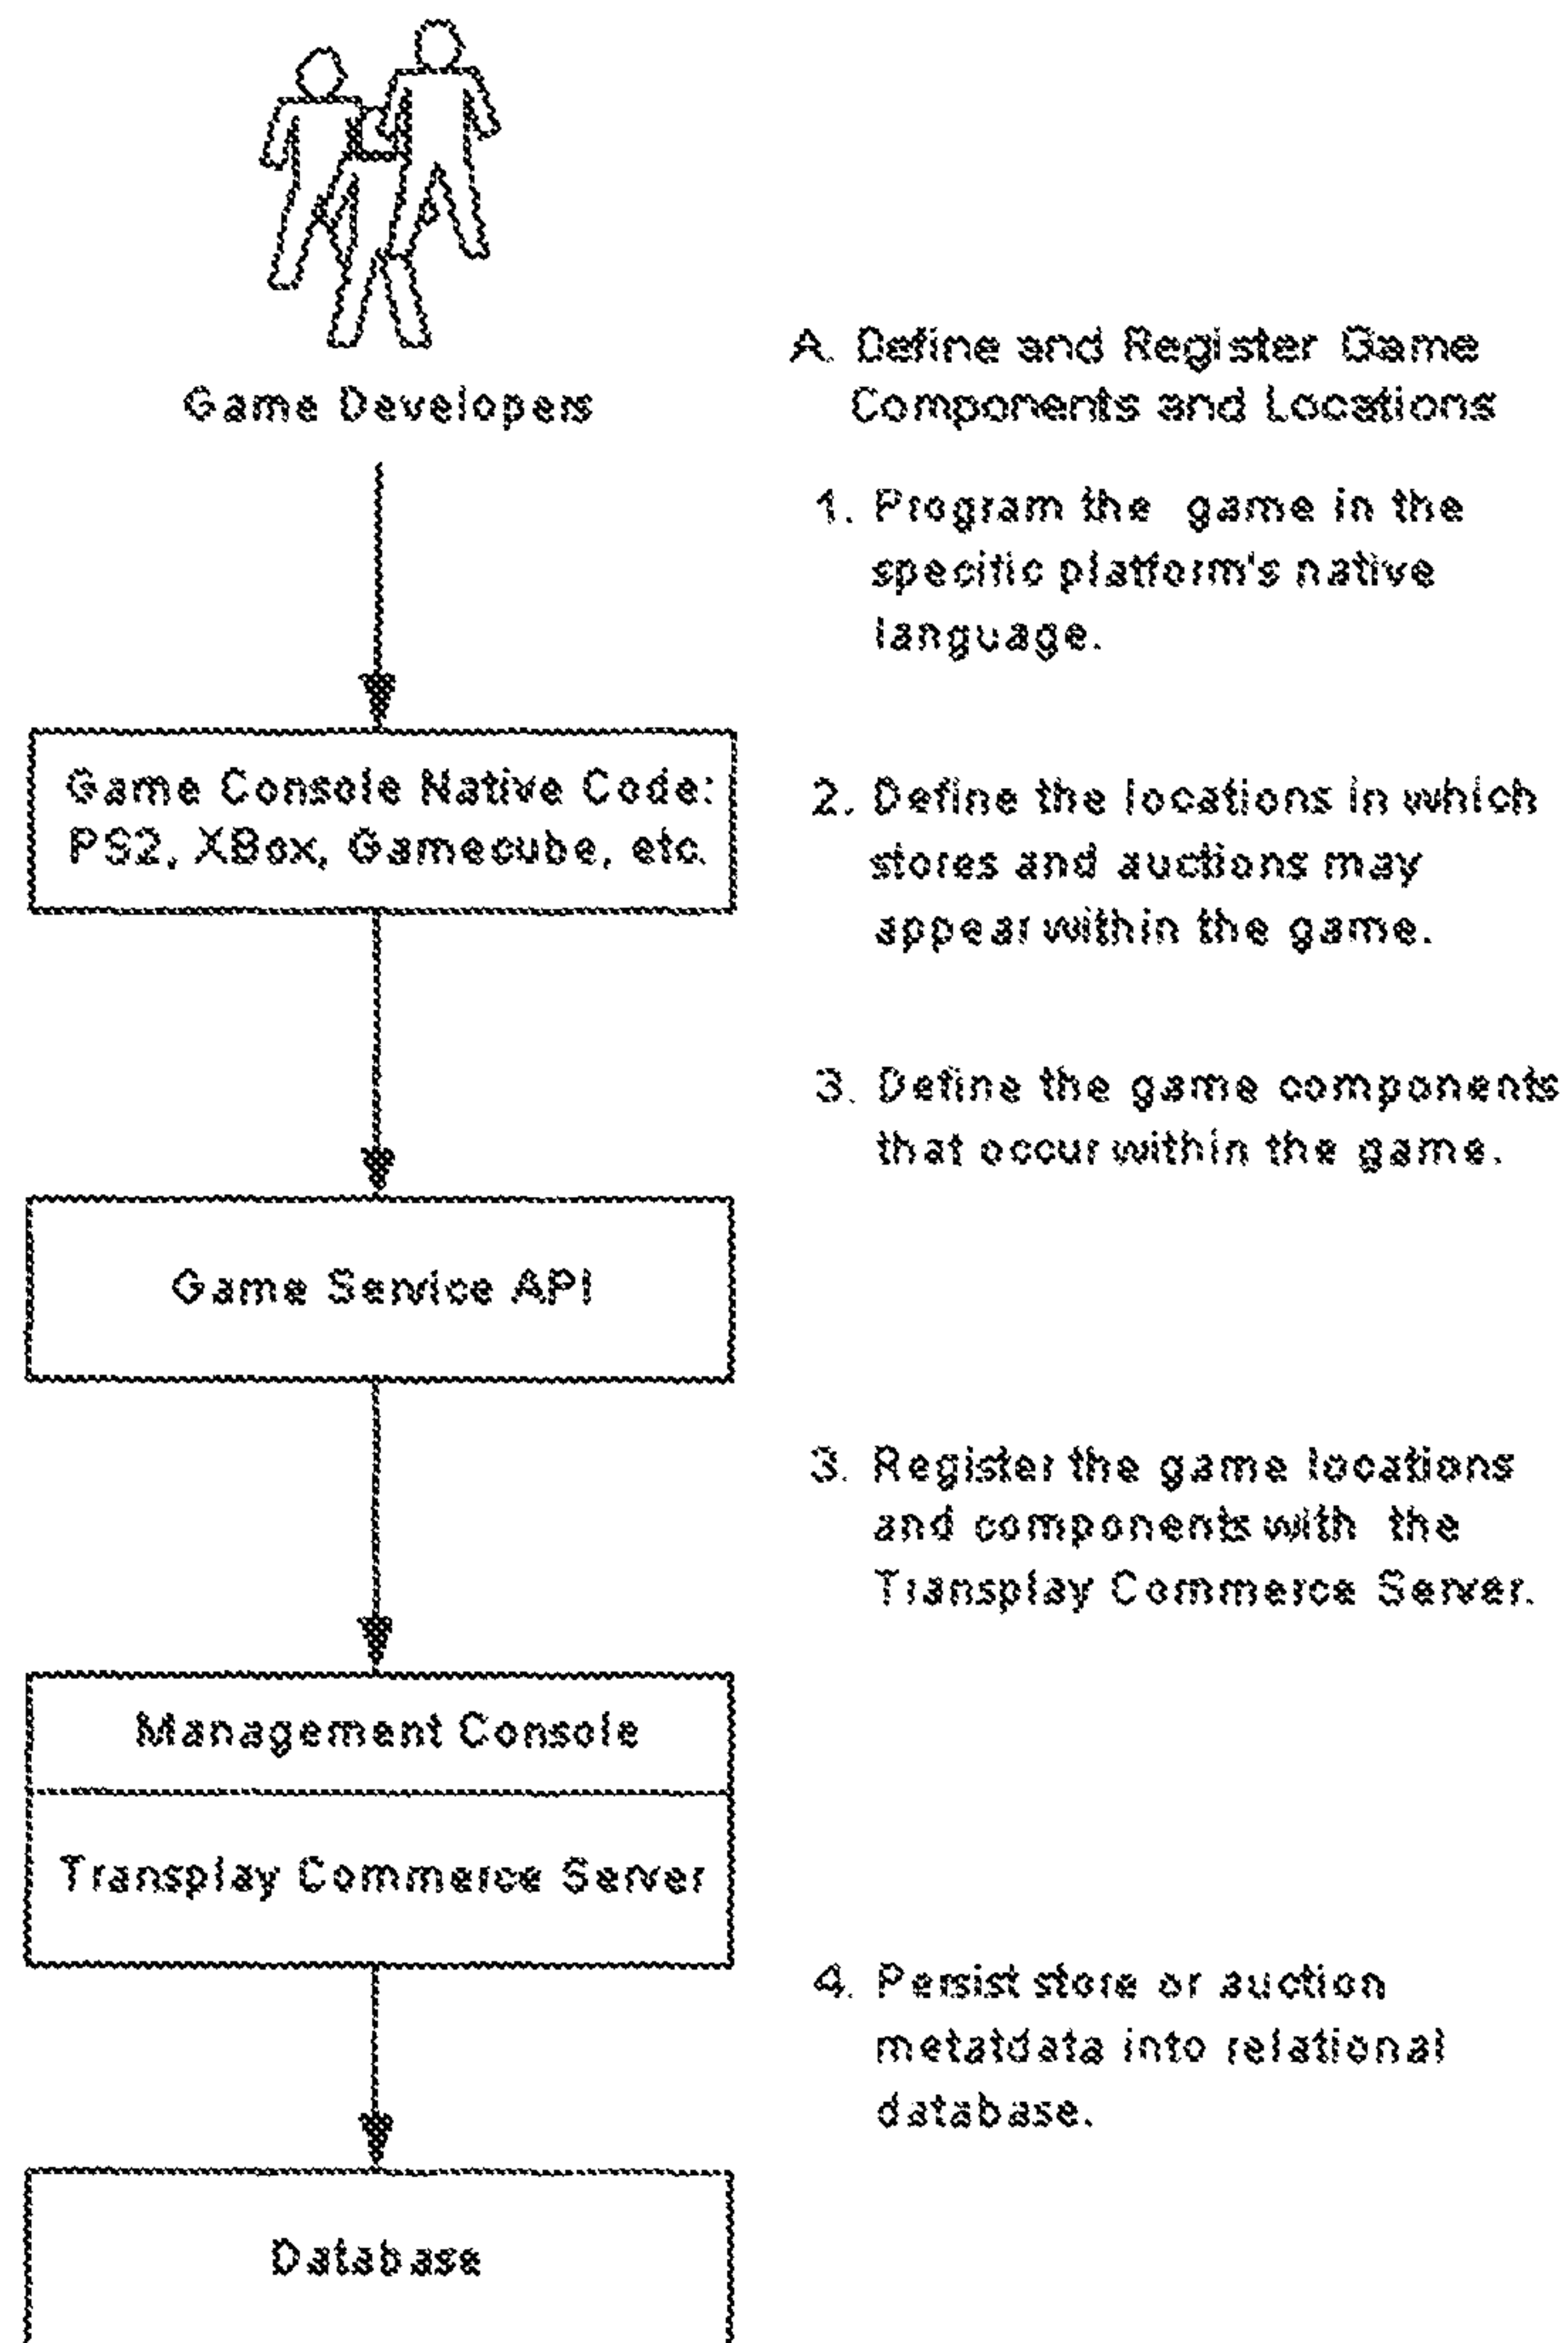 Game Developers
A. Define and Register Game
Components and Locations
1. Program the game in the
specific platform's native
language.
Game Console Native Code:
PS2, XBox, Gamecube, etc.
2. Define the locations in which
stores and auctions may
appear within the game.
3. Define the game components
that occur within the game.
Game Service API
3. Register the game locations
and components with the
Transplay Commerce Server.
Management Console
Transplay Commerce Server
4. Persist store or auction
metatdata into relational
database.
Database